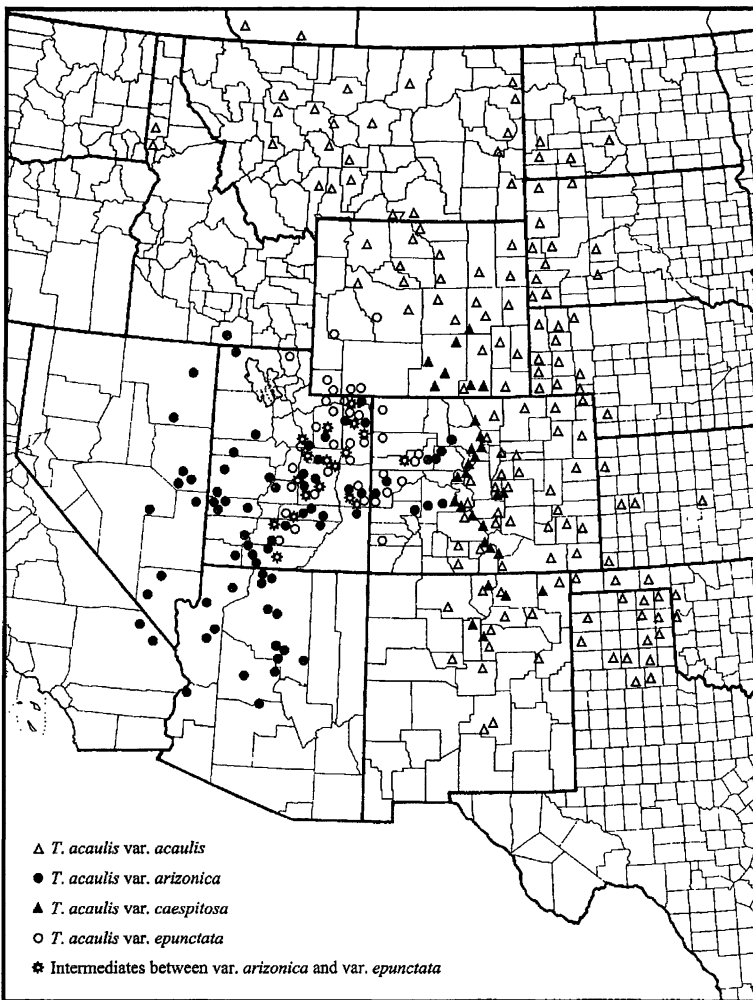 T. acaulis var. acaulis
T. acaulis var. arizonica
T. acaulis var. caespitosa
T. acaulis var. epunctata
Intermediates between var. arizonica and var. epunctata